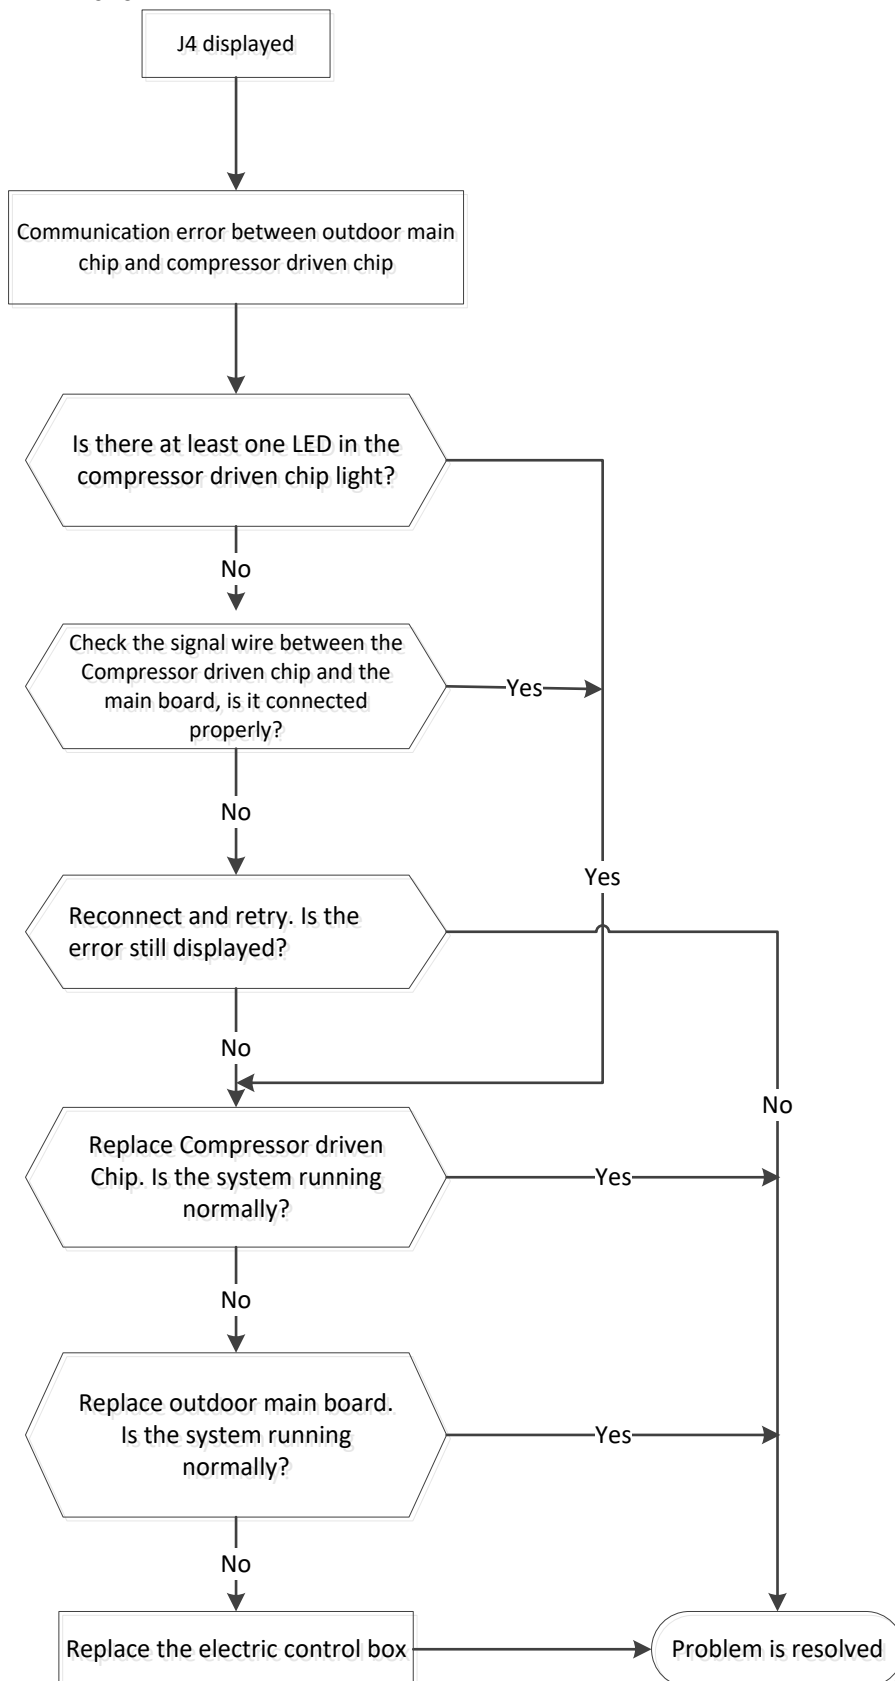 J4 displayed
Communication error between outdoor main
chip and compressor driven chip
Is there at least one LED in the
compressor driven chip light?
No
Check the signal wire between the
Compressor driven chip and the
main board, is it connected
properly?
Yes
No
Yes
Reconnect and retry. Is the
error still displayed?
No
No
Replace Compressor driven
Chip. Is the system running
normally?
Yes
No
Replace outdoor main board.
Is the system running
normally?
Yes
No
Replace the electric control box
Problem is resolved